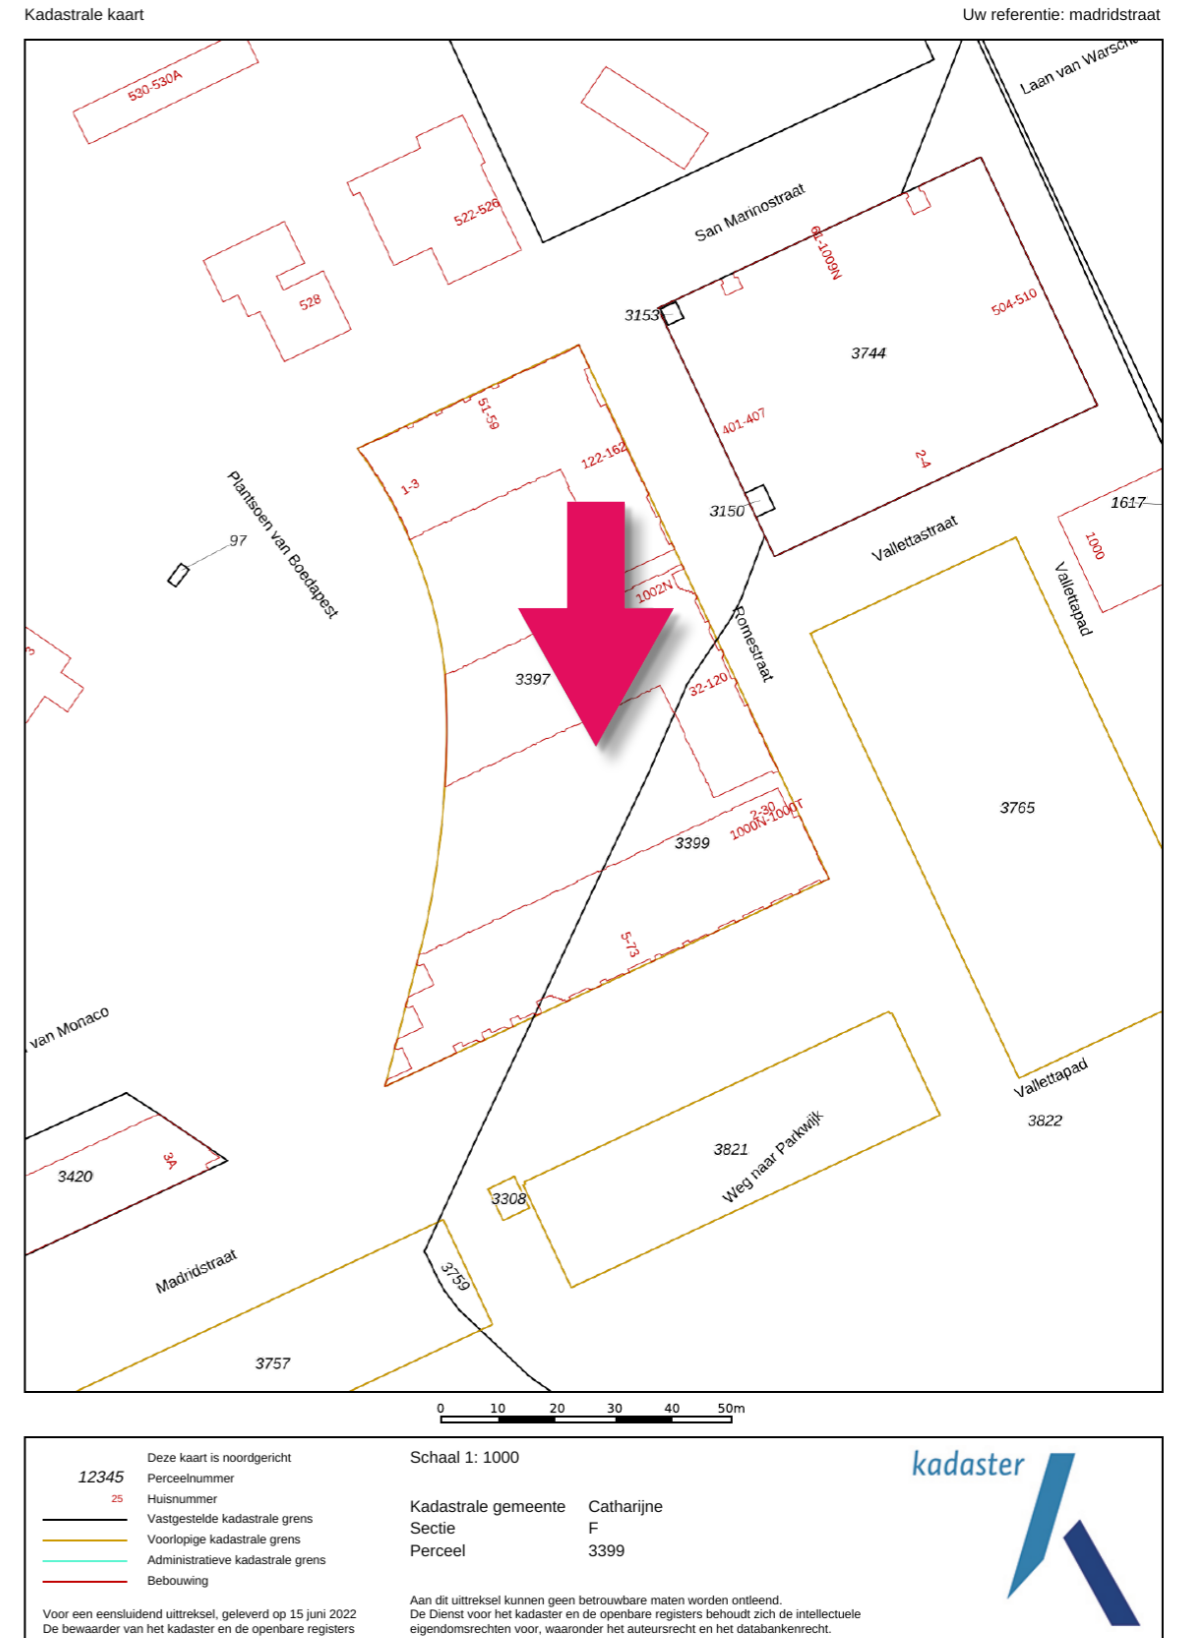 Kadastrale kaart
Uw referentie: madridstraat
530-530A
522-526
528
Laan van Warsch
San Marinostraat
61-1009N
504-510
3153
3744
401-407
2-4
3150
1617
1000
Vallettastraat
Vallettapad
51-59
1-3
122-162
Plantsoen van Boedapest
97
1002N
Romestraat
3
3397
32-120
2-30
1000N-1000T
3399
3765
5-73
van Monaco
Vallettapad
3822
3420
3A
3821
Weg naar Parkwijk
3308
Madridstraat
3759
3757
0 10 20 30 40 50m
Deze kaart is noordgericht
12345 Perceelnummer
25 Huisnummer
Vastgestelde kadastrale grens
Voorlopige kadastrale grens
Administratieve kadastrale grens
Bebouwing
Voor een eensluidend uittreksel, geleverd op 15 juni 2022
De bewaarder van het kadaster en de openbare registers
Schaal 1: 1000
Kadastrale gemeente Catharijne
Sectie F
Perceel 3399
Aan dit uittreksel kunnen geen betrouwbare maten worden ontleend.
De Dienst voor het kadaster en de openbare registers behoudt zich de intellectuele
eigendomsrechten voor, waaronder het auteursrecht en het databankenrecht.
kadaster